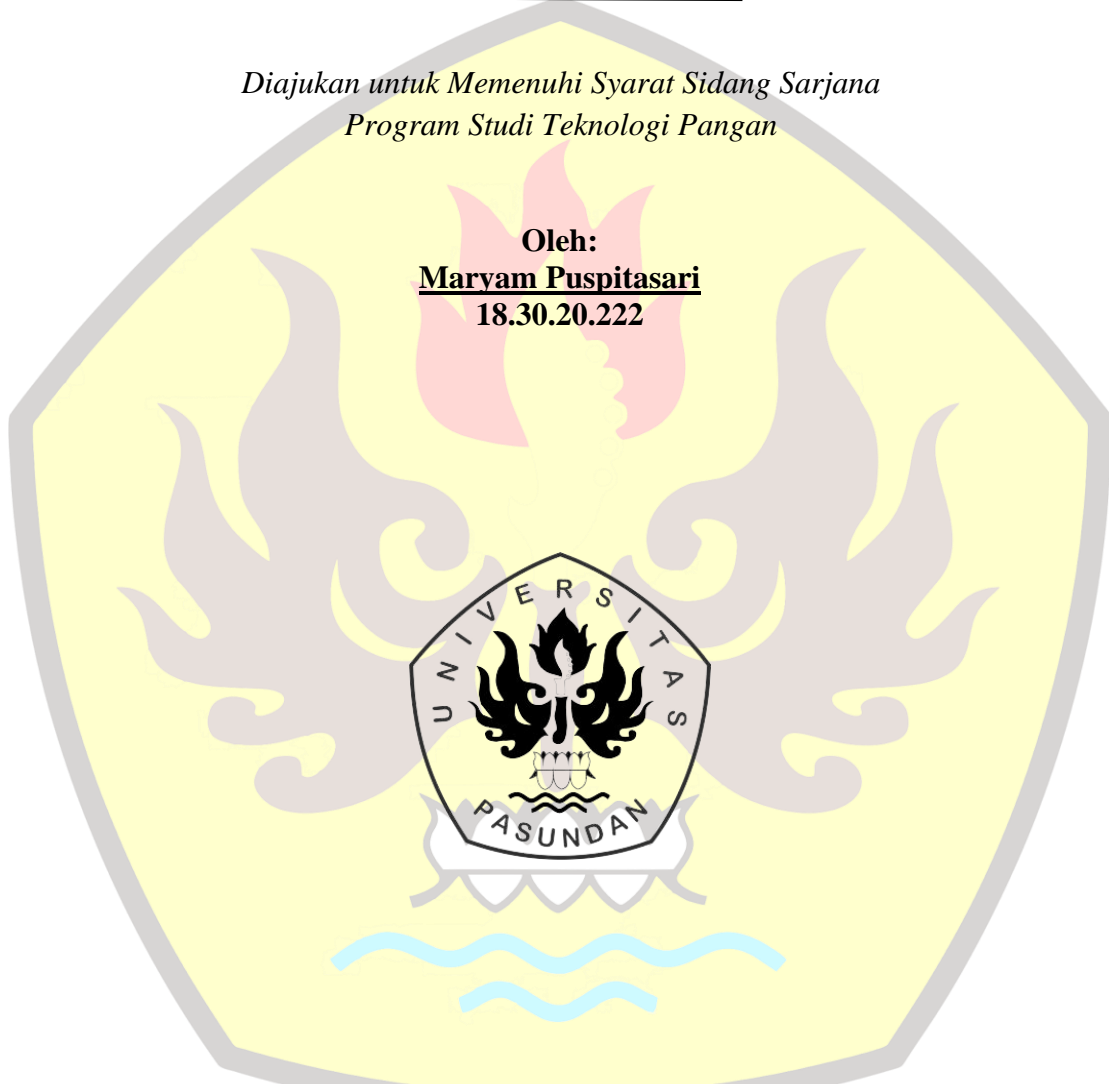 Diajukan untuk Memenuhi Syarat Sidang Sarjana
Program Studi Teknologi Pangan
Oleh:
Maryam Puspitasari
18.30.20.222
UNIVERSITAS
PASUNDAN